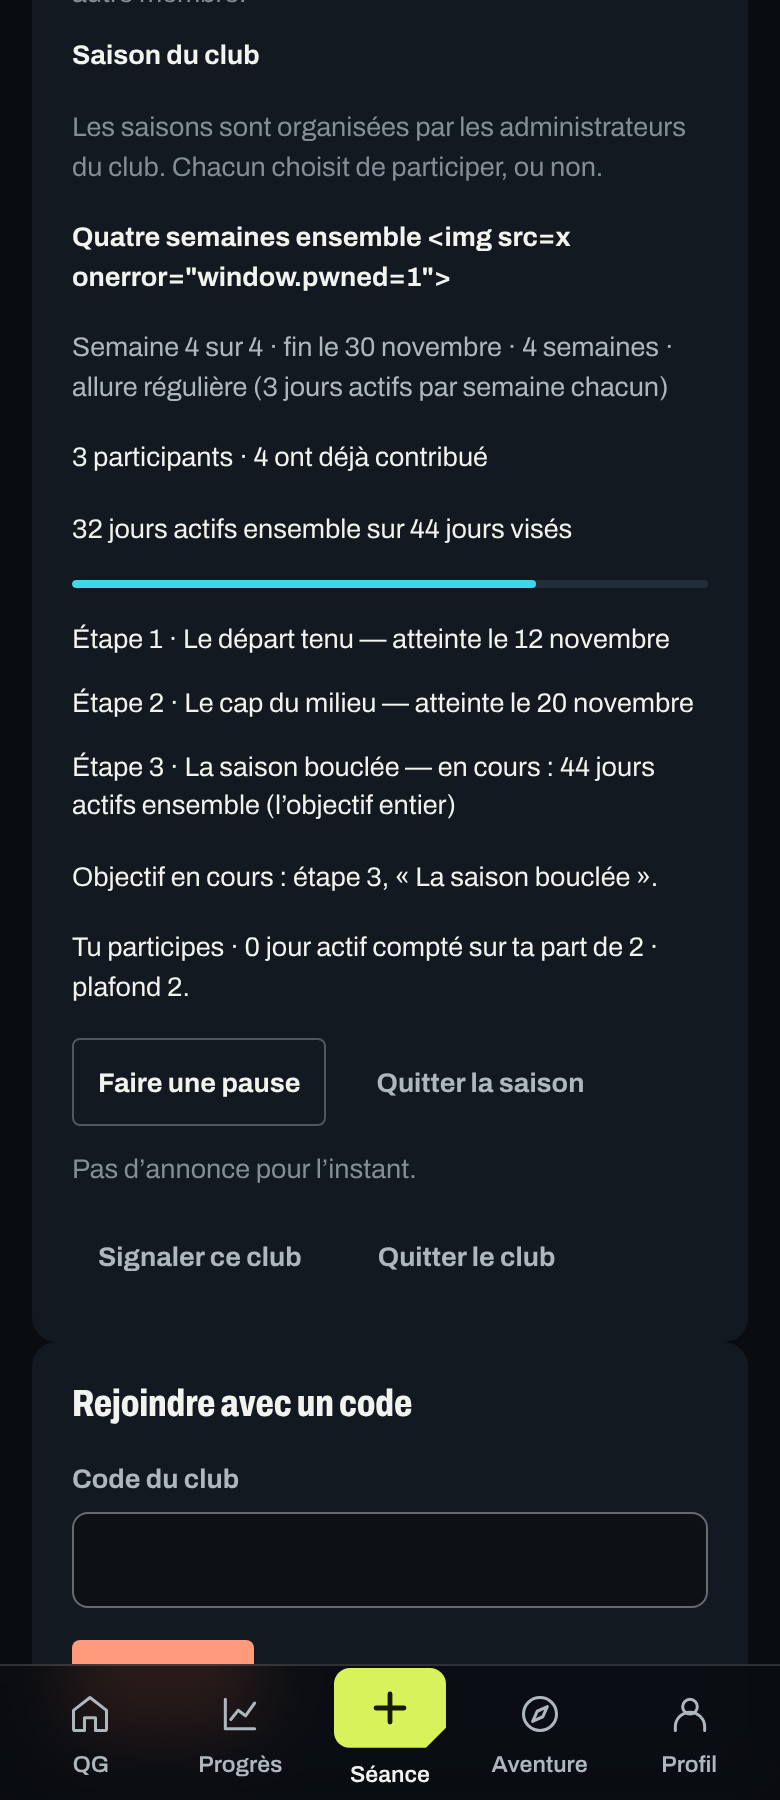 autre membre.
Saison du club
Les saisons sont organisées par les administrateurs
du club. Chacun choisit de participer, ou non.
Quatre semaines ensemble <img src=x
onerror="window.pwned=1">
Semaine 4 sur 4 · fin le 30 novembre · 4 semaines ·
allure régulière (3 jours actifs par semaine chacun)
3 participants · 4 ont déjà contribué
32 jours actifs ensemble sur 44 jours visés
Étape 1 · Le départ tenu — atteinte le 12 novembre
Étape 2 · Le cap du milieu — atteinte le 20 novembre
Étape 3 · La saison bouclée — en cours : 44 jours
actifs ensemble (l’objectif entier)
Objectif en cours : étape 3, « La saison bouclée ».
Tu participes · 0 jour actif compté sur ta part de 2 ·
plafond 2.
Faire une pause Quitter la saison
Pas d’annonce pour l’instant.
Signaler ce club Quitter le club
Rejoindre avec un code
Code du club
QG Progrès Séance Aventure Profil